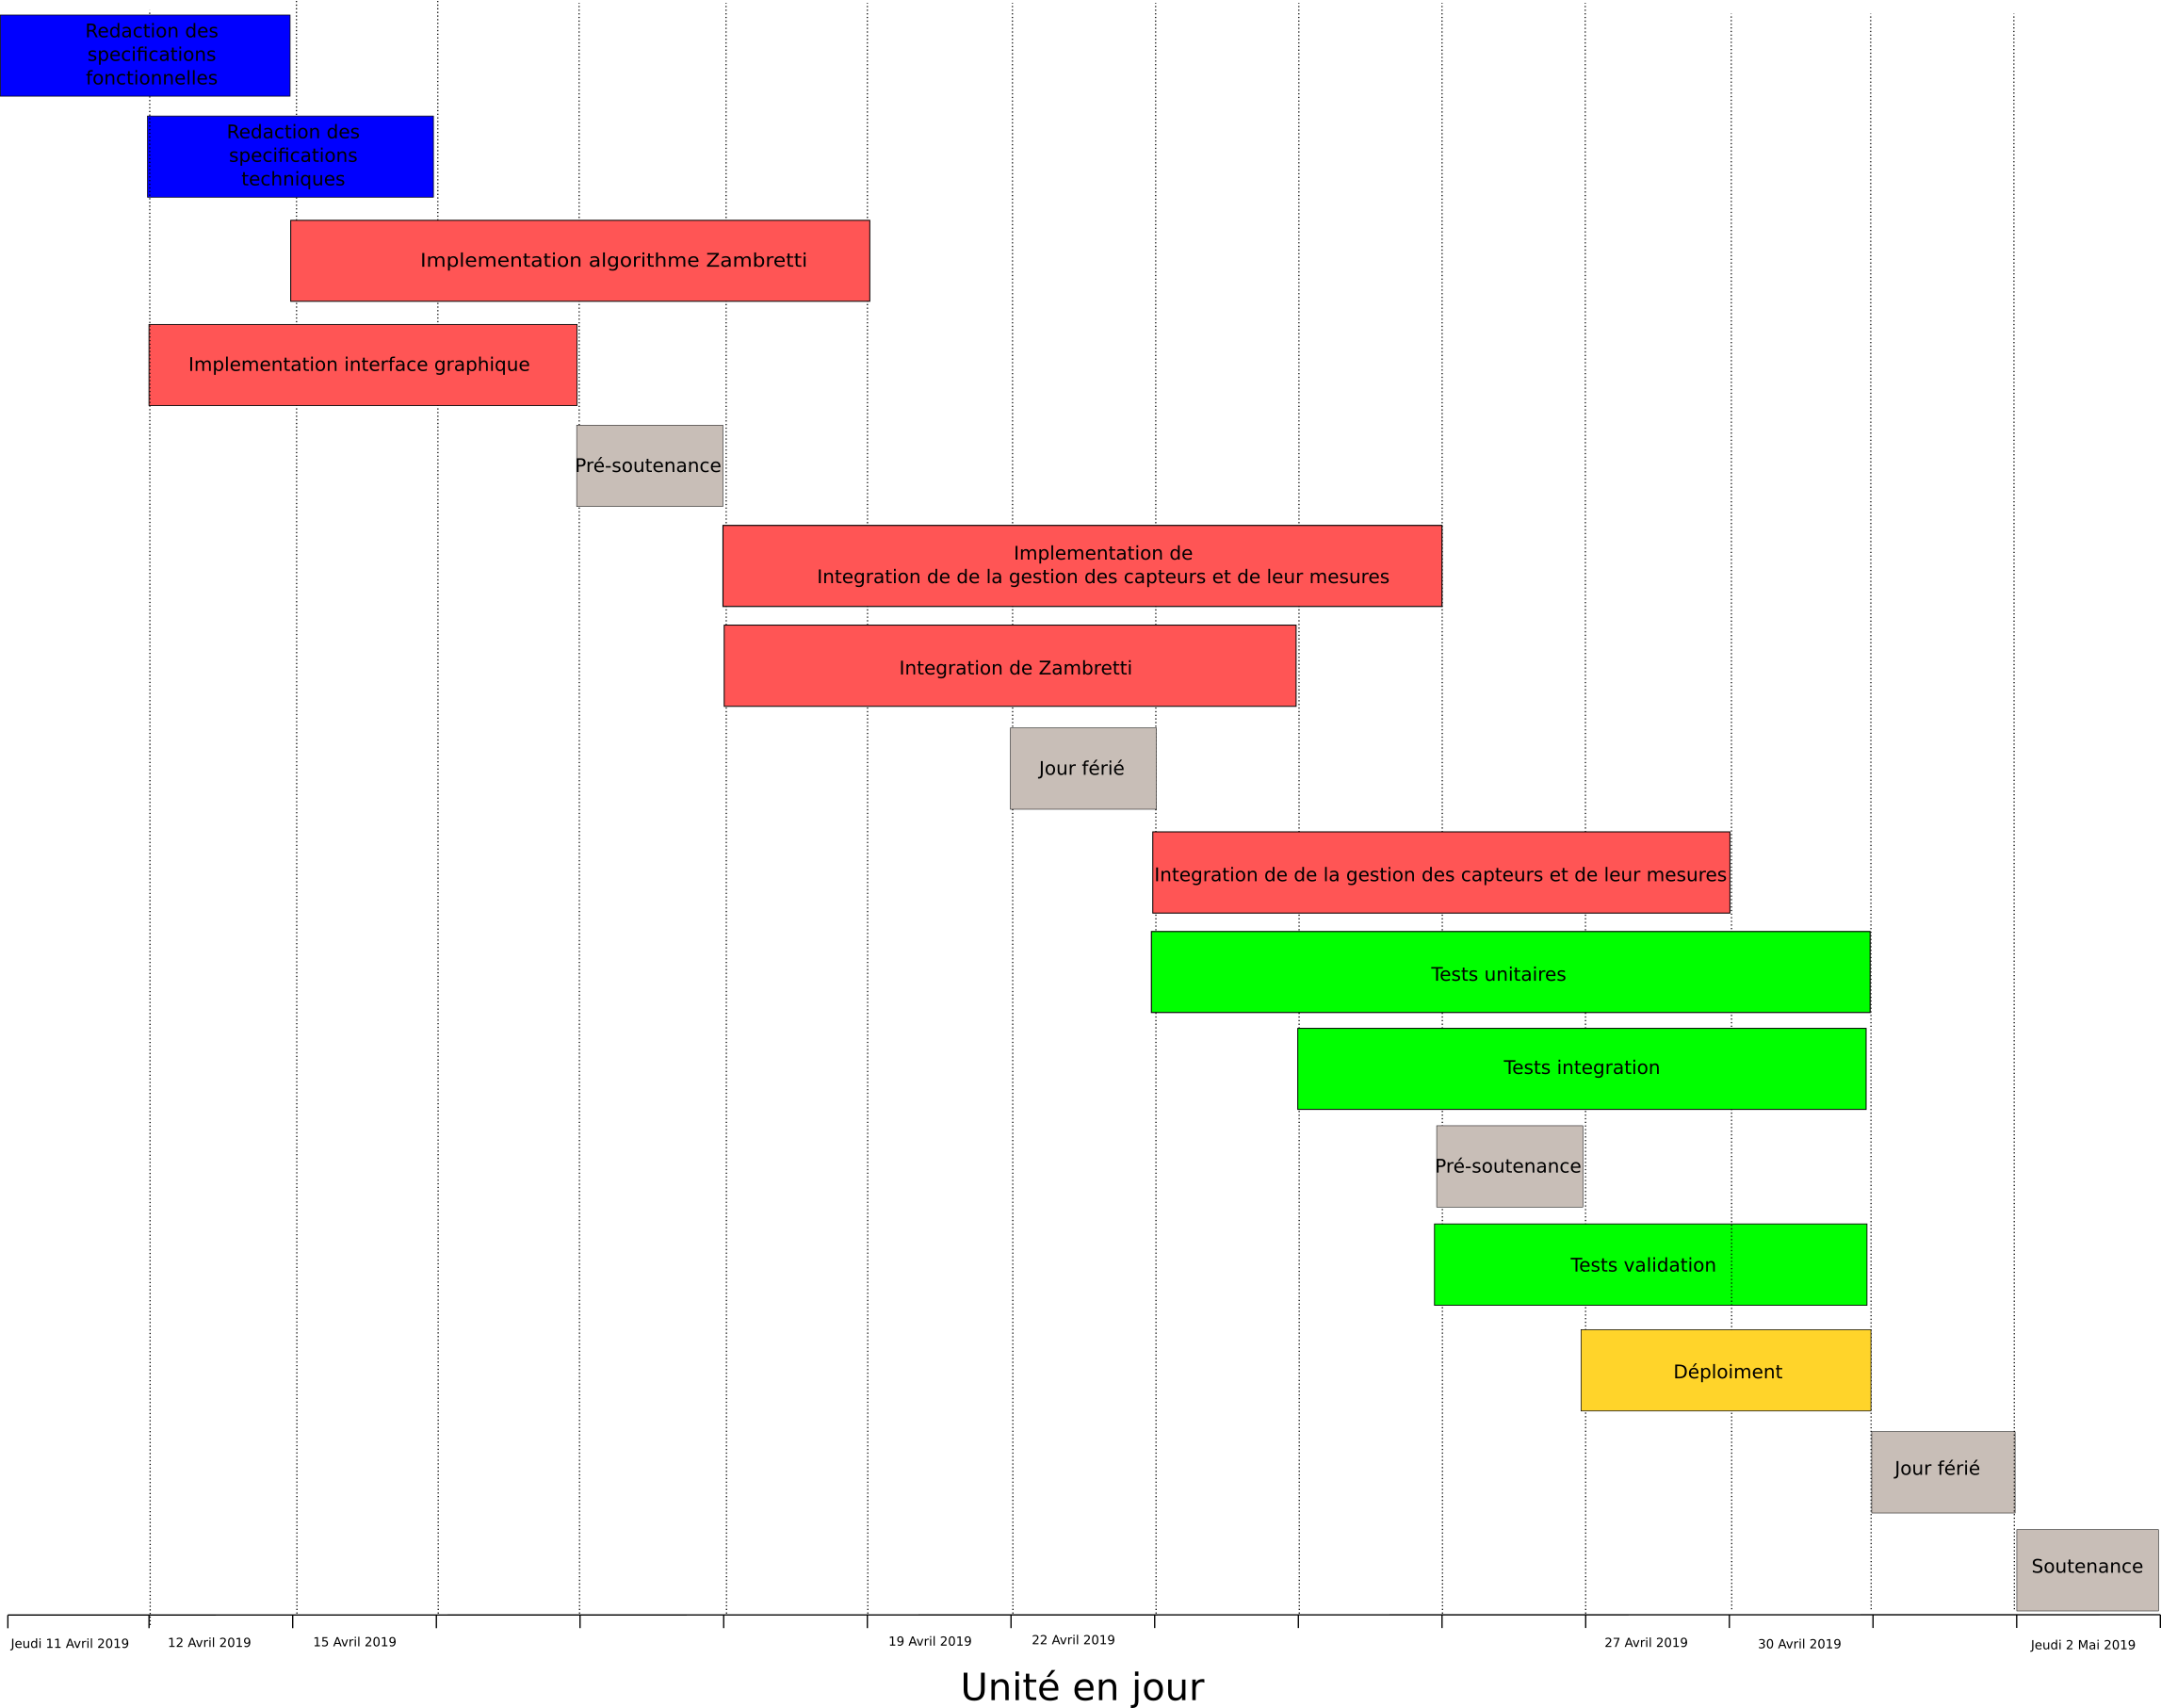 Redaction des
specifications
fonctionnelles
Redaction des
specifications
techniques
Implementation algorithme Zambretti
Implementation interface graphique
Pré-soutenance
Implementation de
Integration de de la gestion des capteurs et de leur mesures
Integration de Zambretti
Jour férié
Integration de de la gestion des capteurs et de leur mesures
Tests unitaires
Tests integration
Pré-soutenance
Tests validation
Déploiment
Jour férié
Soutenance
Jeudi 11 Avril 2019
12 Avril 2019
15 Avril 2019
19 Avril 2019
22 Avril 2019
27 Avril 2019
30 Avril 2019
Jeudi 2 Mai 2019
Unité en jour